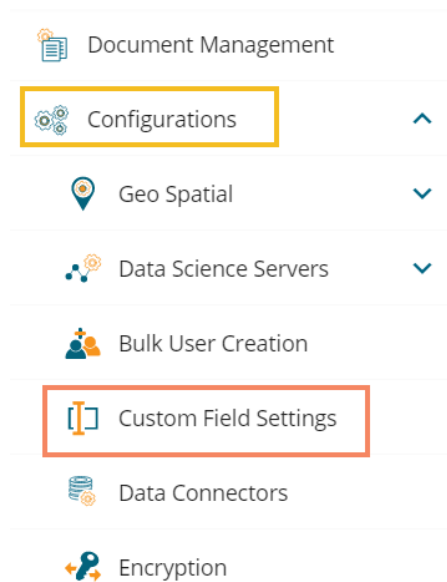 Document Management
Configurations
Geo Spatial
Data Science Servers
Bulk User Creation
Custom Field Settings
Data Connectors
Encryption